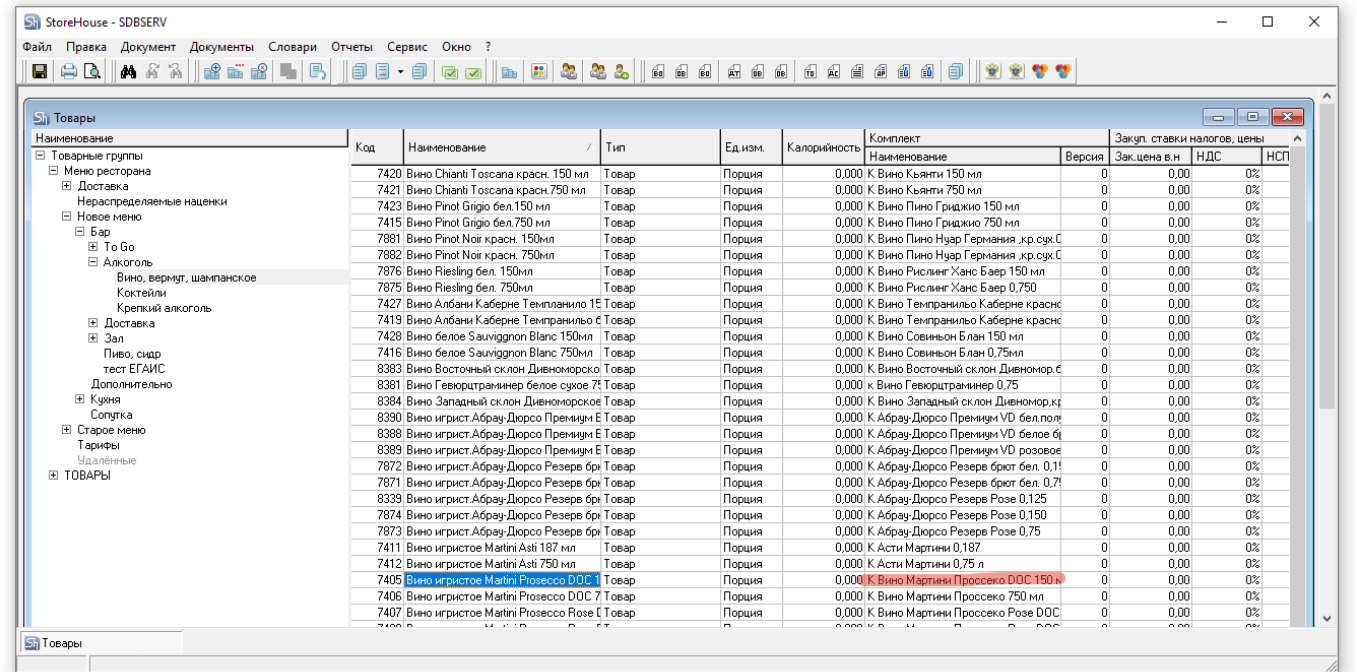 StoreHouse - SDBSERV
Файл Правка Документ Документы Словари Отчеты Сервис Окно ?
Товары
Наименование
Товарные группы
Меню ресторана
Доставка
Нераспределяемые наценки
Новое меню
Бар
To Go
Алкоголь
Вино, вермут, шампанское
Коктейли
Крепкий алкоголь
Доставка
Зал
Пиво, сидр
тест ЕГАИС
Дополнительно
Кухня
Сопутка
Старое меню
Тарифы
Удалённые
ТОВАРЫ
Код Наименование / Тип Ед.изм. Калорийность Комплект Закуп. ставки налогов, цены
Наименование Версия Зак.цена в.н НДС НСП
7420 Вино Chianti Toscana красн. 150 мл Товар Порция 0,000 К Вино Кьянти 150 мл 0 0,00 0%
7421 Вино Chianti Toscana красн.750 мл Товар Порция 0,000 К Вино Кьянти 750 мл 0 0,00 0%
7423 Вино Pinot Grigio бел.150 мл Товар Порция 0,000 К Вино Пино Гриджио 150 мл 0 0,00 0%
7415 Вино Pinot Grigio бел.750 мл Товар Порция 0,000 К Вино Пино Гриджио 750 мл 0 0,00 0%
7881 Вино Pinot Noir красн. 150мл Товар Порция 0,000 К Вино Пино Нуар Германия ,кр.сух.0 0 0,00 0%
7882 Вино Pinot Noir красн. 750мл Товар Порция 0,000 К Вино Пино Нуар Германия ,кр.сух.0 0 0,00 0%
7876 Вино Riesling бел. 150мл Товар Порция 0,000 К Вино Рислинг Ханс Баер 150 мл 0 0,00 0%
7875 Вино Riesling бел. 750мл Товар Порция 0,000 К Вино Рислинг Ханс Баер 0,750 0 0,00 0%
7427 Вино Албани Каберне Темпланило 15 Товар Порция 0,000 К Вино Темпранильо Каберне красно 0 0,00 0%
7419 Вино Албани Каберне Темпранильо Товар Порция 0,000 К Вино Темпранильо Каберне красно 0 0,00 0%
7428 Вино белое Sauviggnon Blanc 150мл Товар Порция 0,000 К Вино Совиньон Блан 150 мл 0 0,00 0%
7416 Вино белое Sauviggnon Blanc 750мл Товар Порция 0,000 К Вино Совиньон Блан 0,75мл 0 0,00 0%
8383 Вино Восточный склон Дивноморско Товар Порция 0,000 К Вино Восточный склон Дивномор.б 0 0,00 0%
8381 Вино Гевюрцтраминер белое сухое 75 Товар Порция 0,000 к Вино Гевюрцтраминер 0,75 0 0,00 0%
8384 Вино Западный склон Дивноморское Товар Порция 0,000 К Вино Западный склон Дивномор,кр 0 0,00 0%
8390 Вино игрист.Абрау-Дюрсо Премиум Товар Порция 0,000 К Абрау-Дюрсо Премиум VD бел.пол 0 0,00 0%
8388 Вино игрист.Абрау-Дюрсо Премиум Товар Порция 0,000 К Абрау-Дюрсо Премиум VD белое б 0 0,00 0%
8389 Вино игрист.Абрау-Дюрсо Премиум Товар Порция 0,000 К Абрау-Дюрсо Премиум VD розовое 0 0,00 0%
7872 Вино игрист.Абрау-Дюрсо Резерв бр Товар Порция 0,000 К Абрау-Дюрсо Резерв брют бел. 0,1 0 0,00 0%
7871 Вино игрист.Абрау-Дюрсо Резерв бр Товар Порция 0,000 К Абрау-Дюрсо Резерв брют бел. 0,7 0 0,00 0%
8339 Вино игрист.Абрау-Дюрсо Резерв бр Товар Порция 0,000 К Абрау-Дюрсо Резерв Розе 0,125 0 0,00 0%
7874 Вино игрист.Абрау-Дюрсо Резерв бр Товар Порция 0,000 К Абрау-Дюрсо Резерв Розе 0,150 0 0,00 0%
7873 Вино игрист.Абрау-Дюрсо Резерв бр Товар Порция 0,000 К Абрау-Дюрсо Резерв Розе 0,75 0 0,00 0%
7411 Вино игристое Martini Asti 187 мл Товар Порция 0,000 К Асти Мартини 0,187 0 0,00 0%
7412 Вино игристое Martini Asti 750 мл Товар Порция 0,000 К Асти Мартини 0,75 л 0 0,00 0%
7405 Вино игристое Martini Prosecco DOC 1 Товар Порция 0,000 К Вино Мартини Проссеко DOC 150 м 0 0,00 0%
7406 Вино игристое Martini Prosecco DOC 7 Товар Порция 0,000 К Вино Мартини Проссеко 750 мл 0 0,00 0%
7407 Вино игристое Martini Prosecco Rose Товар Порция 0,000 К Вино Мартини Проссеко Розе DOC 0 0,00 0%
Товары